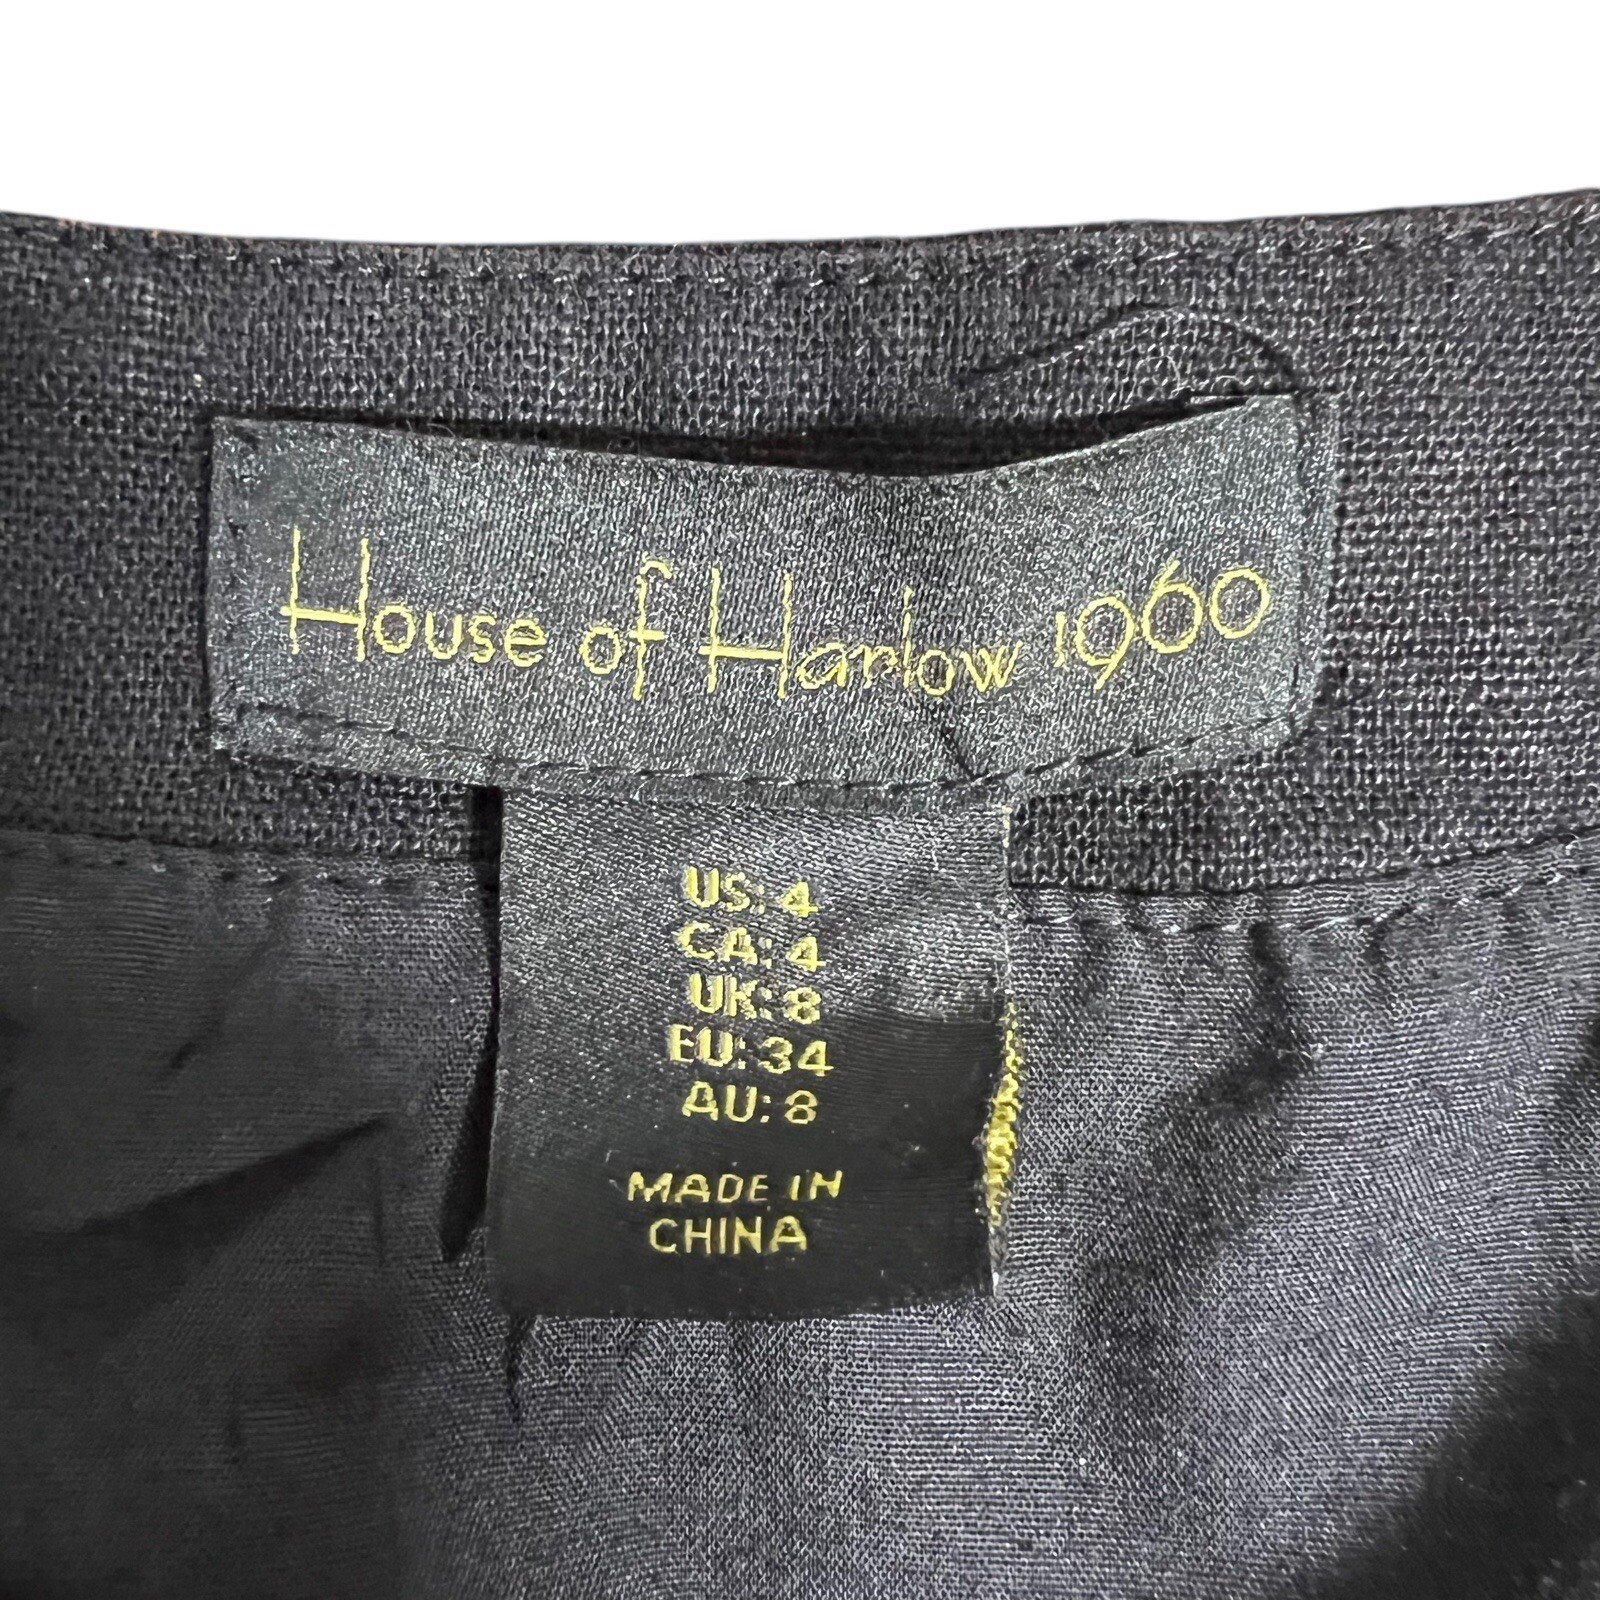 House of Harlow 1960
US: 4
CA: 4
UK: 8
EU: 34
AU: 8
MADE IN
CHINA